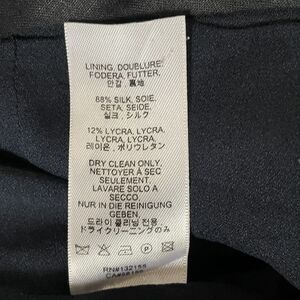 LINING, DOUBLURE,
FODERA, FUTTER,
안감 , 裏地
88% SILK, SOIE,
SETA, SEIDE,
실크 , シルク
12% LYCRA, LYCRA,
LYCRA, LYCRA,
레이온 , ポリウレタン
DRY CLEAN ONLY,
NETTOYER À SEC
SEULEMENT,
LAVARE SOLO A
SECCO,
NUR IN DIE REINIGUNG
GEBEN,
드라이 클리닝 전용 ,
ドライクリーニングのみ
P
RN#132155